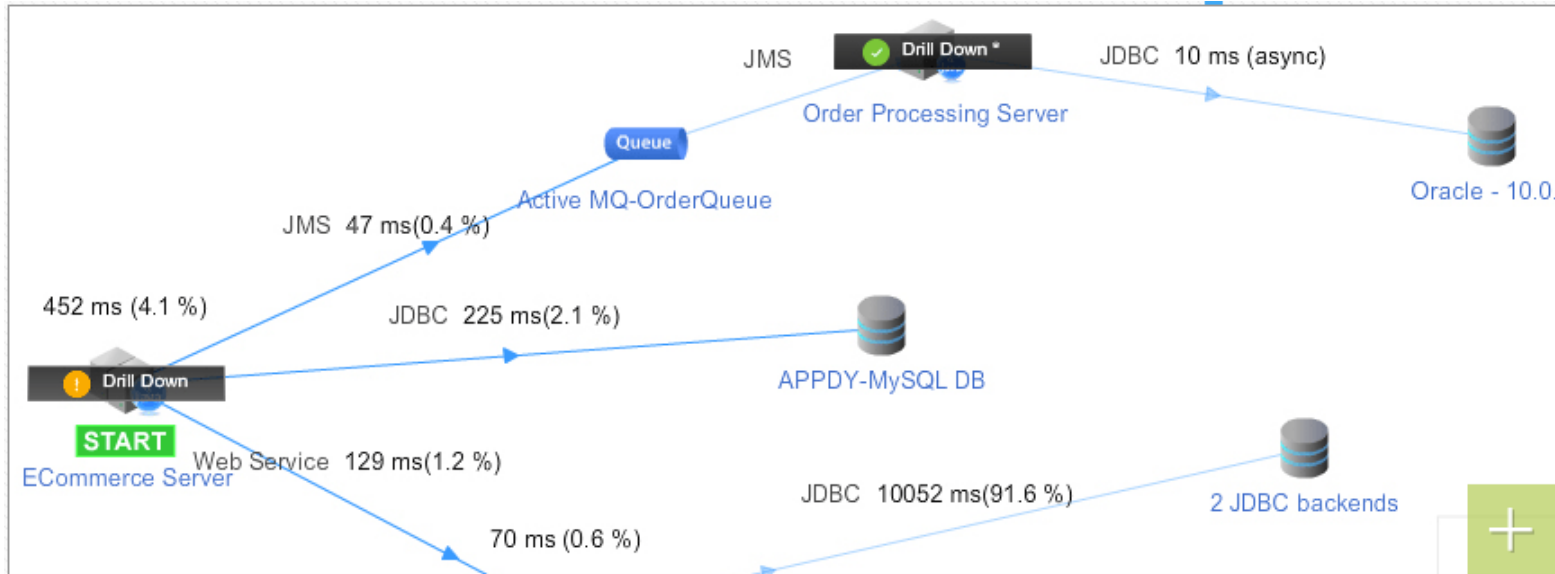 Drill Down *
JMS
JDBC 10 ms (async)
Order Processing Server
Queue
Active MQ-OrderQueue
Oracle - 10.0.
JMS 47 ms(0.4 %)
452 ms (4.1 %)
JDBC 225 ms(2.1 %)
Drill Down
APPDY-MySQL DB
START
ECommerce Server
Web Service 129 ms(1.2 %)
JDBC 10052 ms(91.6 %)
2 JDBC backends
70 ms (0.6 %)